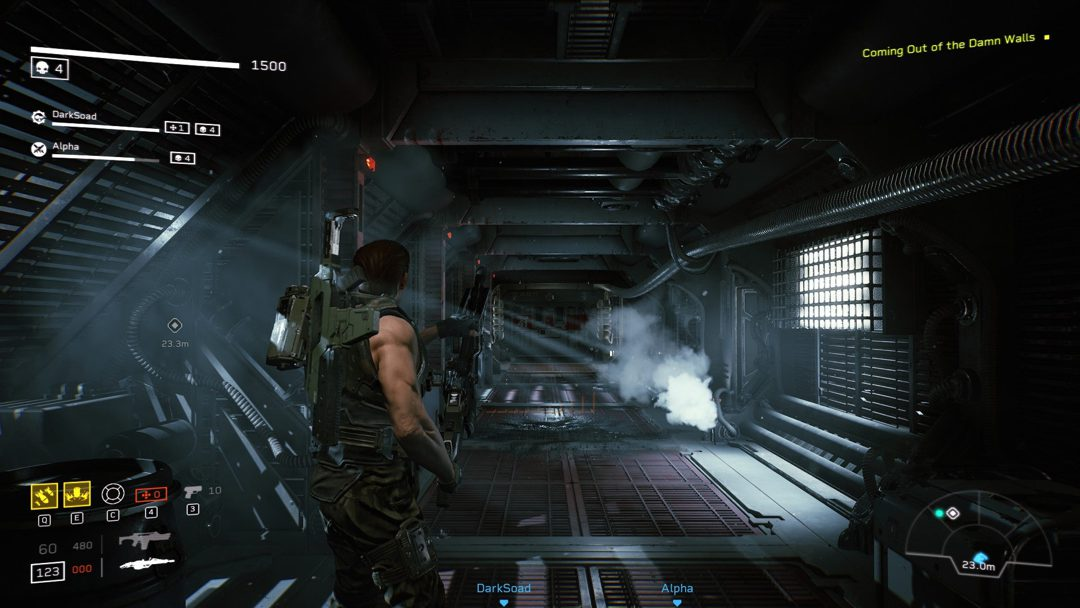 1500
Coming Out of the Damn Walls
4
DarkSoad
1
4
Alpha
4
23.3m
0
10
Q
E
C
4
3
60 480
123 000
23.0m
DarkSoad
Alpha